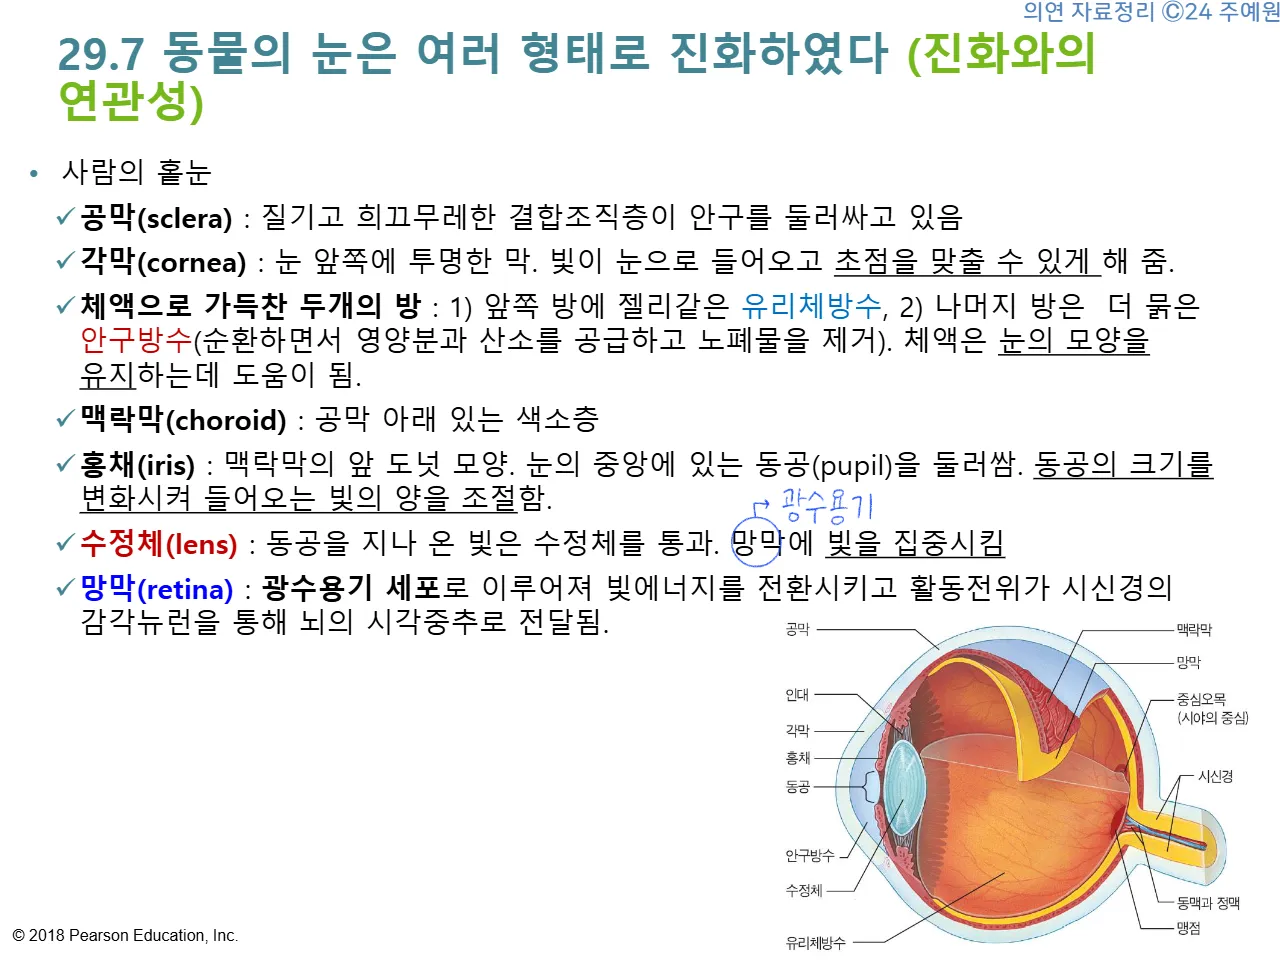 의연 자료정리 ©24 주예원
29.7 동물의 눈은 여러 형태로 진화하였다 (진화와의
연관성)
• 사람의 홑눈
✓공막(sclera) : 질기고 희끄무레한 결합조직층이 안구를 둘러싸고 있음
✓각막(cornea) : 눈 앞쪽에 투명한 막. 빛이 눈으로 들어오고 초점을 맞출 수 있게 해 줌.
✓체액으로 가득찬 두개의 방 : 1) 앞쪽 방에 젤리같은 유리체방수, 2) 나머지 방은 더 묽은
안구방수(순환하면서 영양분과 산소를 공급하고 노폐물을 제거). 체액은 눈의 모양을
유지하는데 도움이 됨.
✓맥락막(choroid) : 공막 아래 있는 색소층
✓홍채(iris) : 맥락막의 앞 도넛 모양. 눈의 중앙에 있는 동공(pupil)을 둘러쌈. 동공의 크기를
변화시켜 들어오는 빛의 양을 조절함.
→ 광수용기
✓수정체(lens) : 동공을 지나 온 빛은 수정체를 통과. 망막에 빛을 집중시킴
✓망막(retina) : 광수용기 세포로 이루어져 빛에너지를 전환시키고 활동전위가 시신경의
감각뉴런을 통해 뇌의 시각중추로 전달됨.
공막
맥락막
망막
인대
중심오목
(시야의 중심)
각막
홍채
동공
시신경
안구방수
수정체
동맥과 정맥
맹점
유리체방수
© 2018 Pearson Education, Inc.